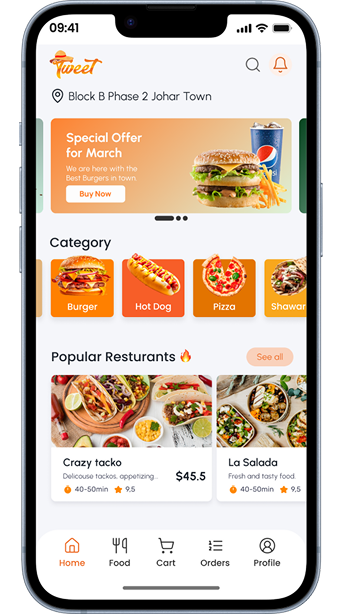 09:41
Tweet
Block B Phase 2 Johar Town
Special Offer
for March
We are here with the
Best Burgers in town.
Buy Now
pepsi
Category
Burger
Hot Dog
Pizza
Shawar
Popular Resturants
See all
Crazy tacko
Delicouse tackos, appetizing...
$45.5
40-50min
9,5
La Salada
Fresh and tasty food.
40-50min
9,5
Home
Food
Cart
Orders
Profile